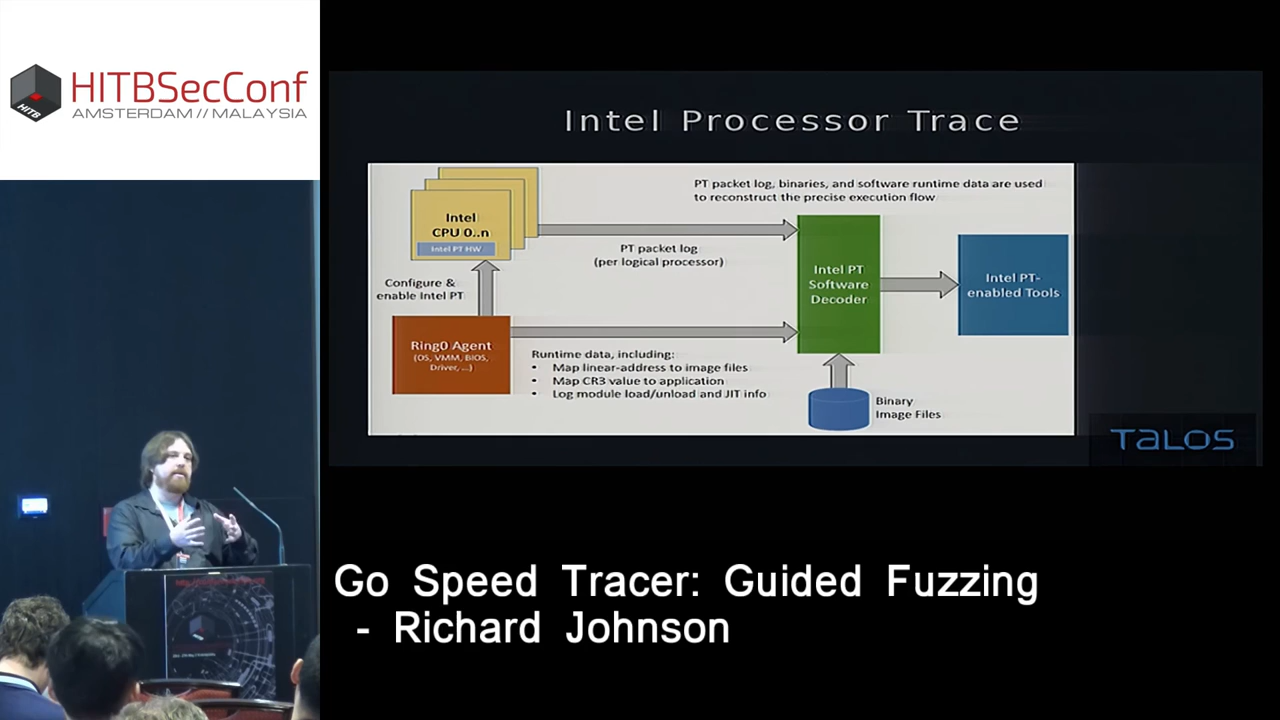 HITBSecConf
AMSTERDAM // MALAYSIA
HITB
Intel Processor Trace
Intel
CPU 0..n
Intel PT HW
PT packet log, binaries, and software runtime data are used
to reconstruct the precise execution flow
PT packet log
(per logical processor)
Configure &
enable Intel PT
Intel PT
Software
Decoder
Intel PT-
enabled Tools
Ring0 Agent
(OS, VMM, BIOS,
Driver, ...)
Runtime data, including:
• Map linear-address to image files
• Map CR3 value to application
• Log module load/unload and JIT info
Binary
Image Files
TALOS
Go Speed Tracer: Guided Fuzzing
- Richard Johnson